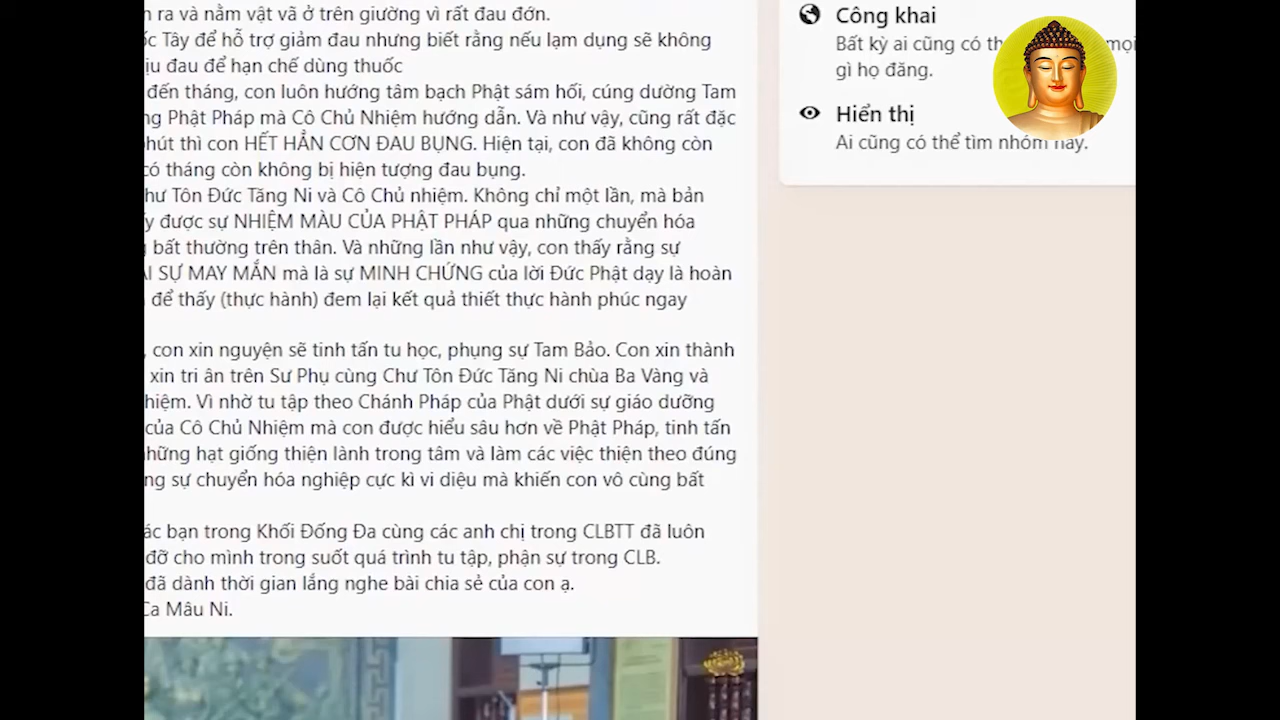 ra và nằm vật vã ở trên giường vì rất đau đớn.
Tây để hỗ trợ giảm đau nhưng biết rằng nếu lạm dụng sẽ không
đau để hạn chế dùng thuốc
đến tháng, con luôn hướng tâm bạch Phật sám hối, cúng dường Tam
Phật Pháp mà Cô Chủ Nhiệm hướng dẫn. Và như vậy, cũng rất đặc
thì con HẾT HẲN CƠN ĐAU BỤNG. Hiện tại, con đã không còn
có tháng còn không bị hiện tượng đau bụng.
Tôn Đức Tăng Ni và Cô Chủ nhiệm. Không chỉ một lần, mà bản
được sự NHIỆM MÀU CỦA PHẬT PHÁP qua những chuyển hóa
bất thường trên thân. Và những lần như vậy, con thấy rằng sự
SỰ MAY MẮN mà là sự MINH CHỨNG của lời Đức Phật dạy là hoàn
để thấy (thực hành) đem lại kết quả thiết thực hành phúc ngay
, con xin nguyện sẽ tinh tấn tu học, phụng sự Tam Bảo. Con xin thành
xin tri ân trên Sư Phụ cùng Chư Tôn Đức Tăng Ni chùa Ba Vàng và
Vì nhờ tu tập theo Chánh Pháp của Phật dưới sự giáo dưỡng
của Cô Chủ Nhiệm mà con được hiểu sâu hơn về Phật Pháp, tinh tấn
những hạt giống thiện lành trong tâm và làm các việc thiện theo đúng
sự chuyển hóa nghiệp cực kì vi diệu mà khiến con vô cùng bất
bạn trong Khối Đống Đa cùng các anh chị trong CLBTT đã luôn
đỡ cho mình trong suốt quá trình tu tập, phận sự trong CLB.
đã dành thời gian lắng nghe bài chia sẻ của con ạ.
Ca Mâu Ni.
Công khai
Bất kỳ ai cũng có mọi
gì họ đăng.
Hiển thị
Ai cũng có thể tìm nhóm này.